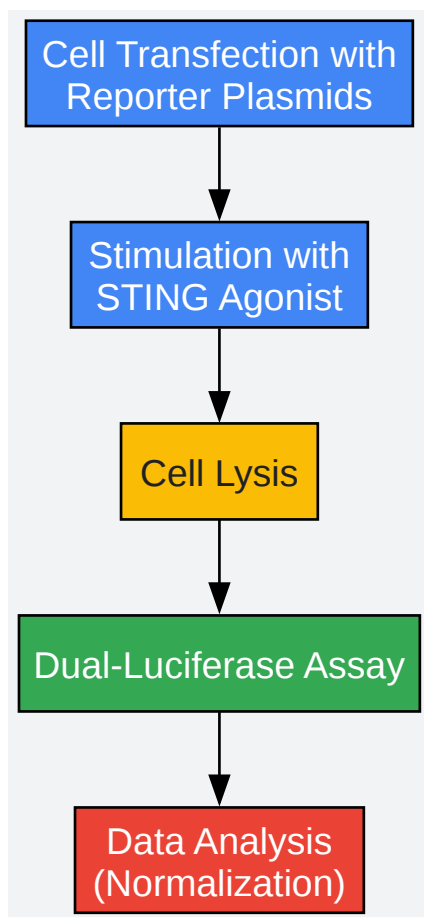 Cell Transfection with
Reporter Plasmids
Stimulation with
STING Agonist
Cell Lysis
Dual-Luciferase Assay
Data Analysis
(Normalization)